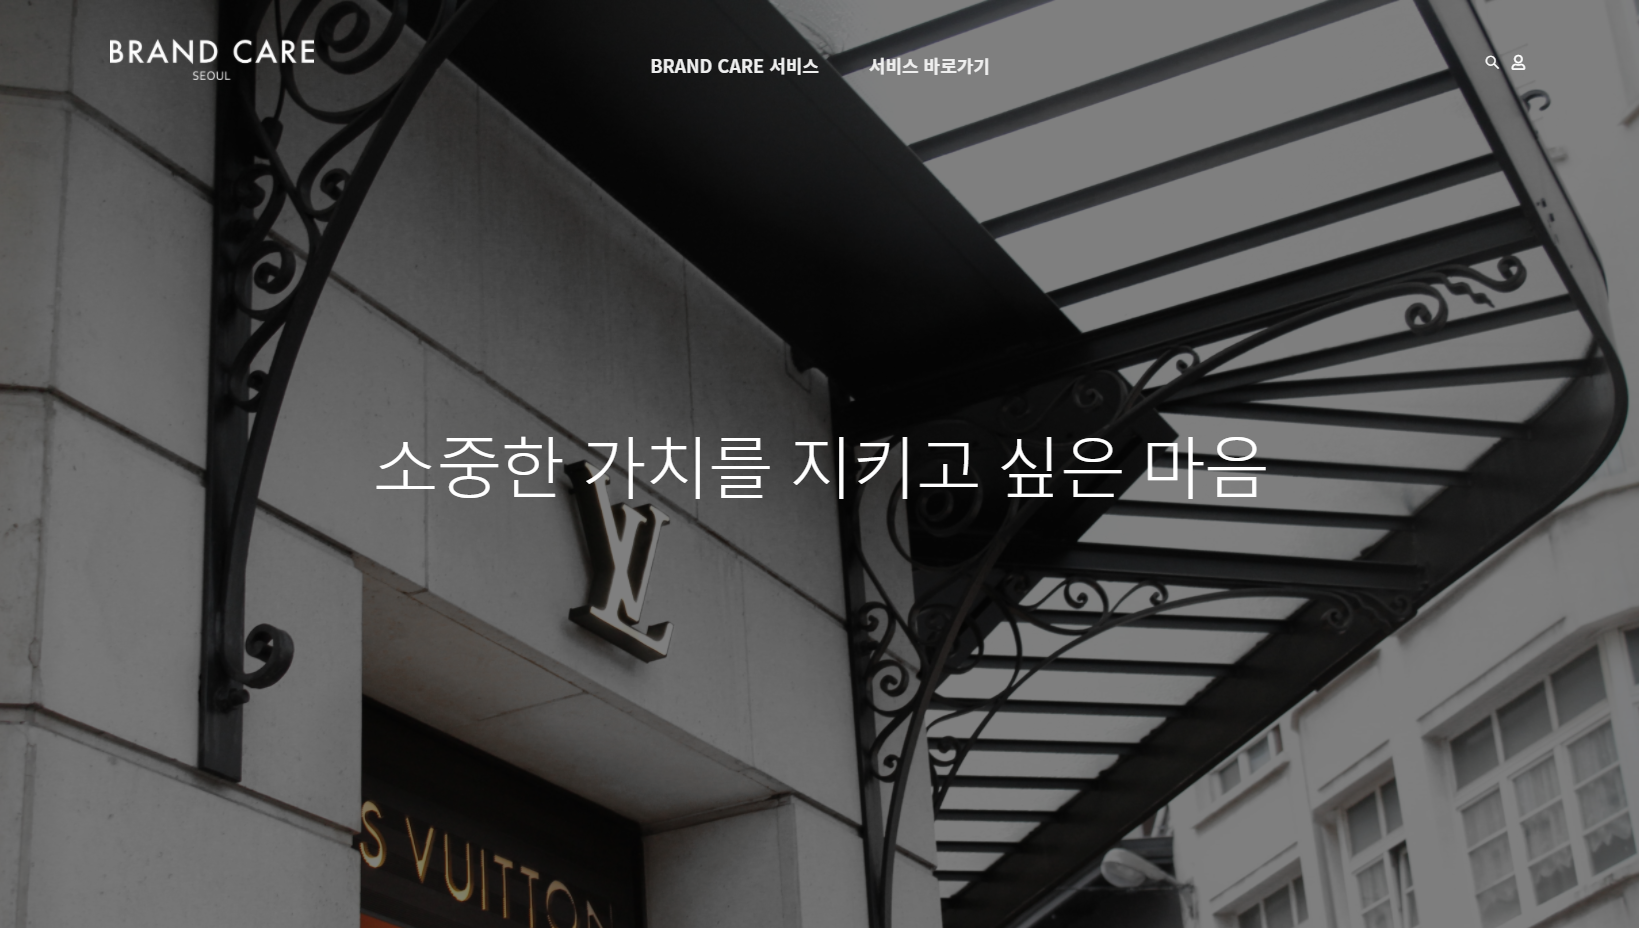 BRAND CARE
SEOUL
BRAND CARE 서비스
서비스 바로가기
소중한 가치를 지키고 싶은 마음
LV
S VUITTON